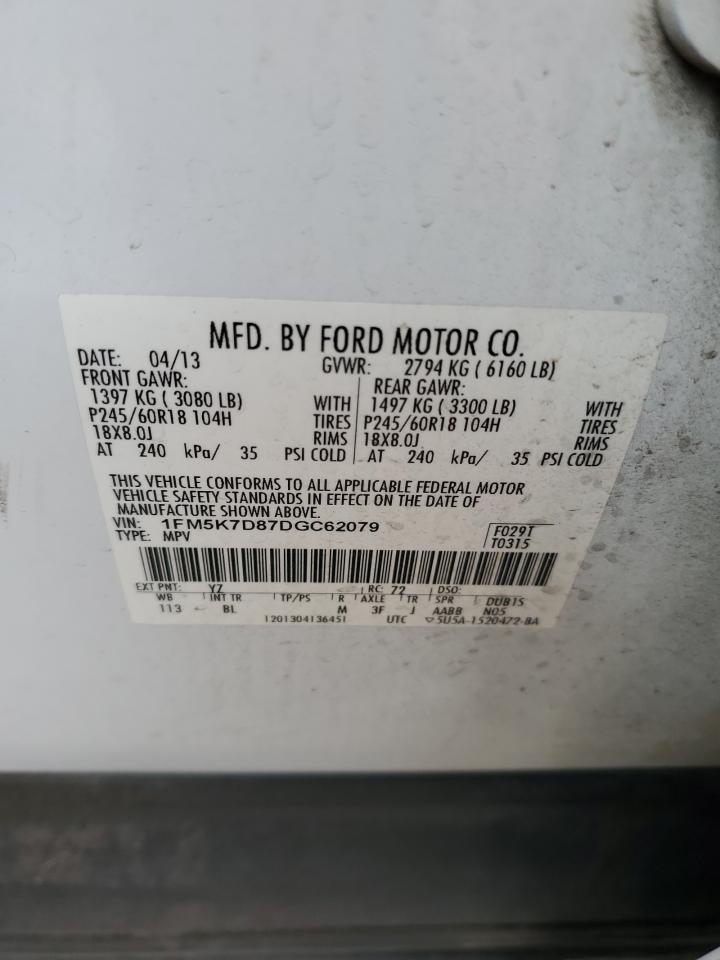 MFD. BY FORD MOTOR CO.
DATE: 04/13 GVWR: 2794 KG ( 6160 LB)
FRONT GAWR: REAR GAWR:
1397 KG ( 3080 LB) WITH 1497 KG ( 3300 LB) WITH
P245/60R18 104H TIRES P245/60R18 104H TIRES
18X8.0J RIMS 18X8.0J RIMS
AT 240 kPa/ 35 PSI COLD AT 240 kPa/ 35 PSI COLD
THIS VEHICLE CONFORMS TO ALL APPLICABLE FEDERAL MOTOR
VEHICLE SAFETY STANDARDS IN EFFECT ON THE DATE OF
MANUFACTURE SHOWN ABOVE.
VIN: 1FM5K7D87DGC62079 F0291
TYPE: MPV T0315
EXT PNT: YZ RC: 72 DSO:
WB INT TR TP/PS R AXLE TR SPR DUB15
113 BL M 3F J AABB N05
1201304136451 UTC ▽5U5A-1520472-BA